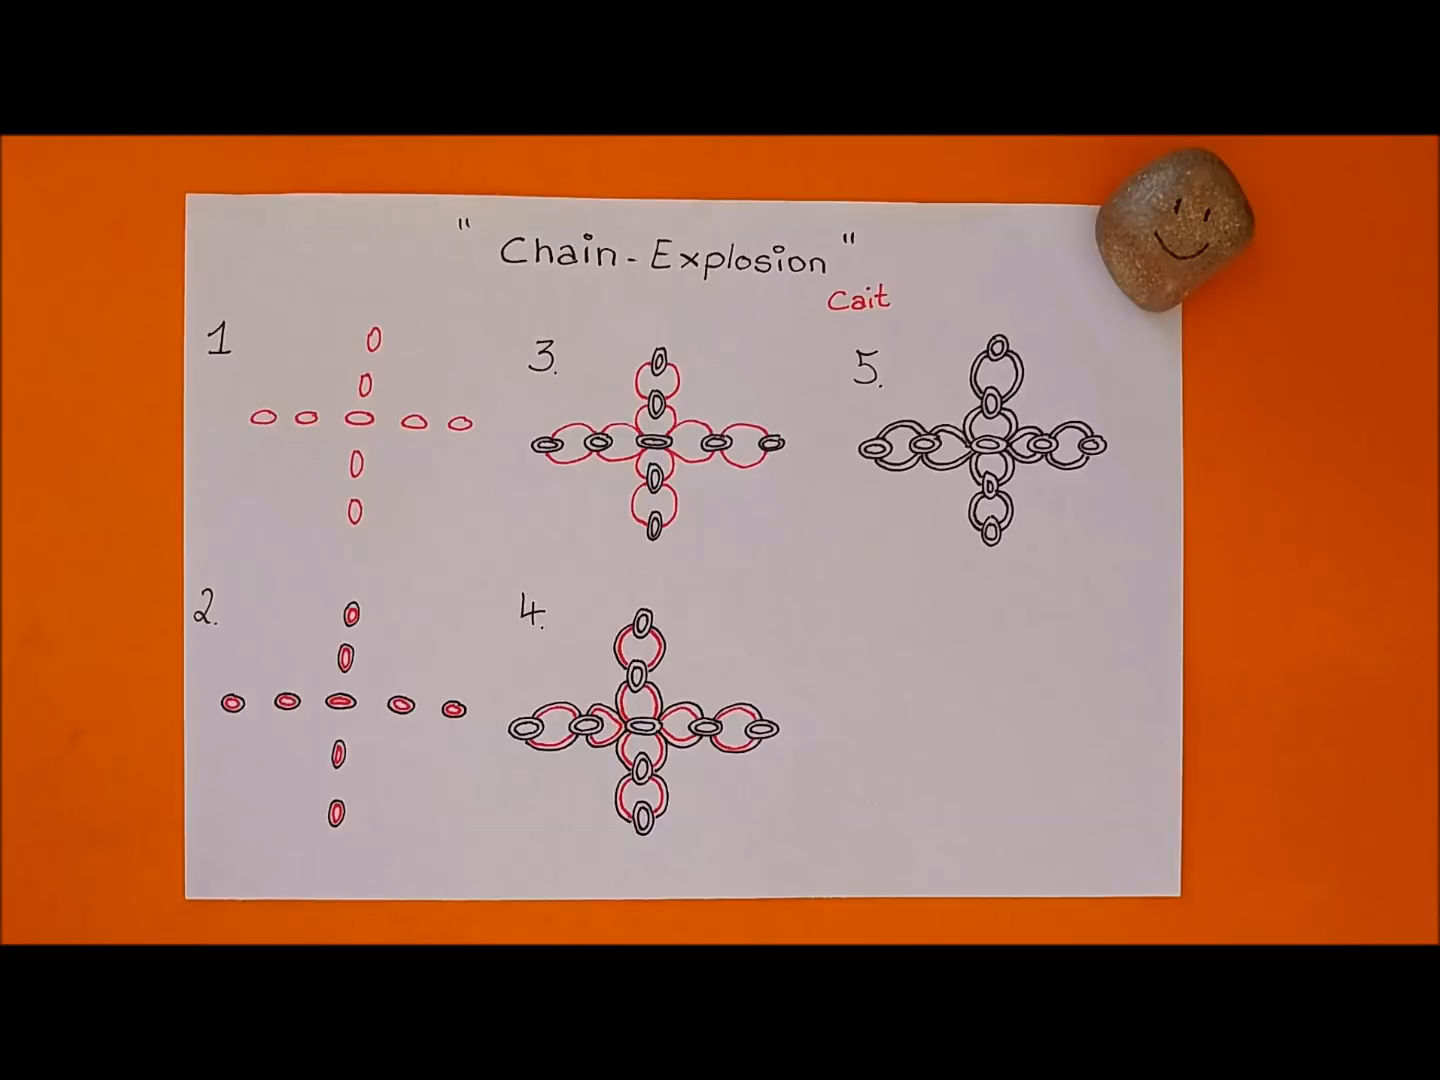 "Chain-Explosion"
Cait
1
2.
3.
4.
5.